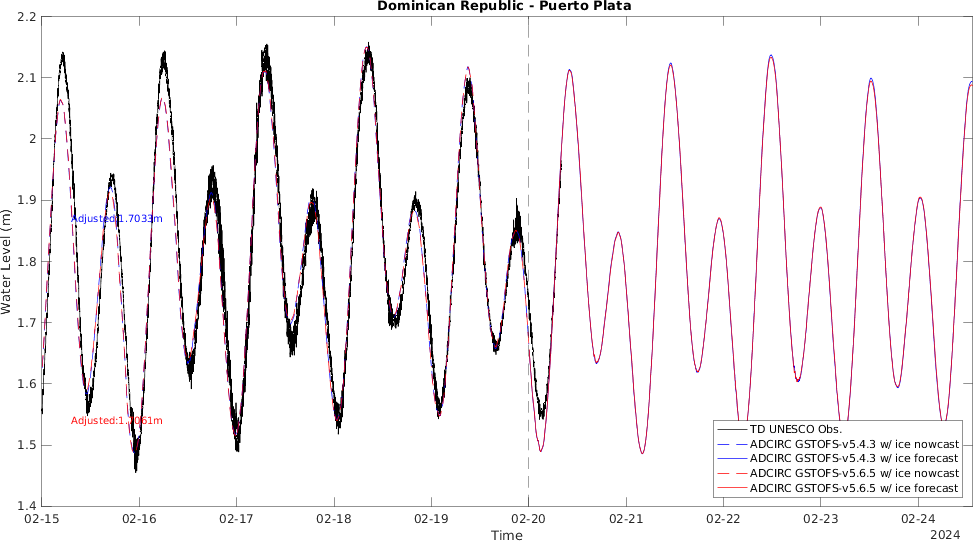 Dominican Republic - Puerto Plata
Water Level (m)
2.2
2.1
2
1.9
1.8
1.7
1.6
1.5
1.4
Adjusted:1.7033m
TD UNESCO Obs.
ADCIRC GSTOFS-v5.4.3 w/ ice nowcast
ADCIRC GSTOFS-v5.4.3 w/ ice forecast
ADCIRC GSTOFS-v5.6.5 w/ ice nowcast
ADCIRC GSTOFS-v5.6.5 w/ ice forecast
02-15 02-16 02-17 02-18 02-19 02-20 02-21 02-22 02-23 02-24
Time
2024